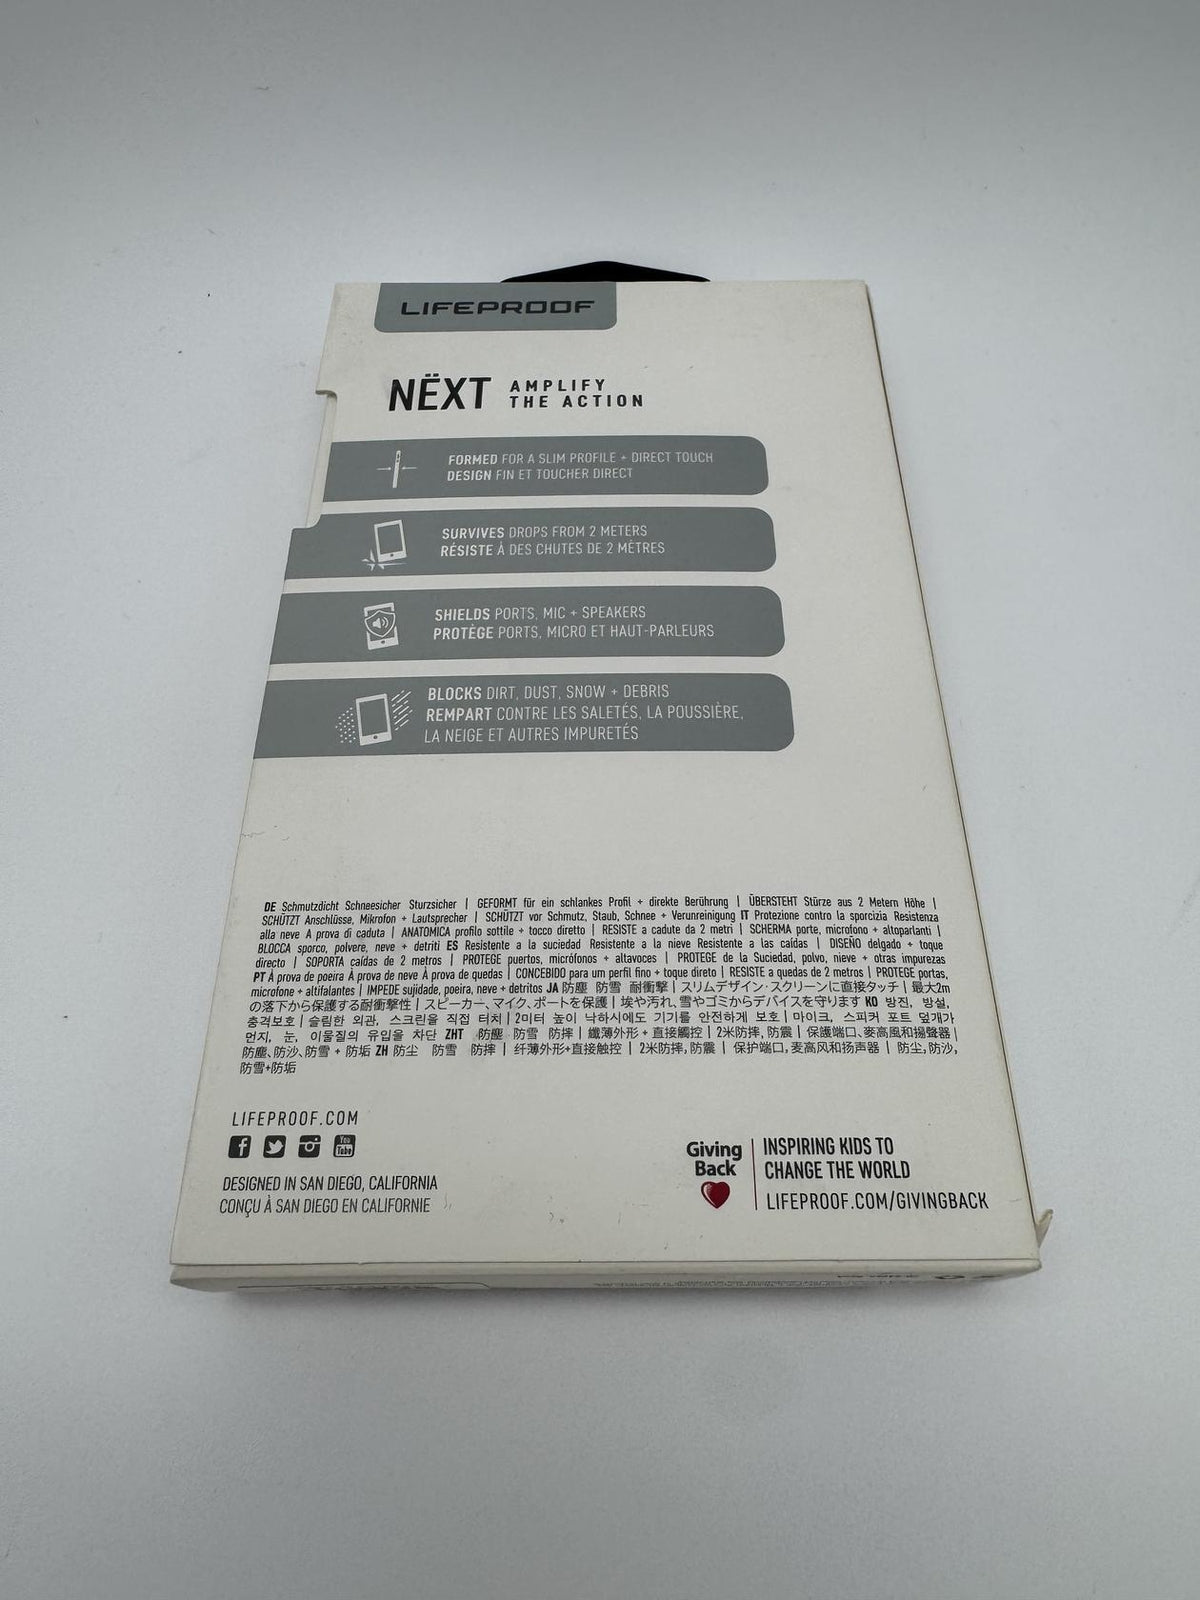 LIFEPROOF
NËXT AMPLIFY
THE ACTION
FORMED FOR A SLIM PROFILE + DIRECT TOUCH
DESIGN FIN ET TOUCHER DIRECT
SURVIVES DROPS FROM 2 METERS
RÉSISTE À DES CHUTES DE 2 MÈTRES
SHIELDS PORTS, MIC + SPEAKERS
PROTÈGE PORTS, MICRO ET HAUT-PARLEURS
BLOCKS DIRT, DUST, SNOW + DEBRIS
REMPART CONTRE LES SALETÉS, LA POUSSIÈRE,
LA NEIGE ET AUTRES IMPURETÉS
DE Schmutzdicht Schneesicher Sturzsicher | GEFORMT für ein schlankes Profil + direkte Berührung | ÜBERSTEHT Stürze aus 2 Metern Höhe |
SCHÜTZT Anschlüsse, Mikrofon + Lautsprecher | SCHÜTZT vor Schmutz, Staub, Schnee + Verunreinigung IT Protezione contro la sporcizia Resistenza
alla neve A prova di caduta | ANATOMICA profilo sottile + tocco diretto | RESISTE a cadute da 2 metri | SCHERMA porte, microfono + altoparlanti |
BLOCCA sporco, polvere, neve + detriti ES Resistente a la suciedad Resistente a la nieve Resistente a las caídas | DISEÑO delgado + toque
directo | SOPORTA caídas de 2 metros | PROTEGE puertos, micrófonos + altavoces | PROTEGE de la Suciedad, polvo, nieve + otras impurezas
PT À prova de poeira À prova de neve À prova de quedas | CONCEBIDO para um perfil fino + toque direto | RESISTE a quedas de 2 metros | PROTEGE portas,
microfone + altifalantes | IMPEDE sujidade, poeira, neve + detritos JA 防塵 防雪 耐衝撃 | スリムデザイン·スクリーンに直接タッチ | 最大2m
の落下から保護する耐衝撃性 | スピーカー、マイク、ポートを保護 | 埃や汚れ、雪やゴミからデバイスを守ります KO 방진, 방설,
충격보호 | 슬림한 외관, 스크린을 직접 터치 | 2미터 높이 낙하시에도 기기를 안전하게 보호 | 마이크, 스피커 포트 덮개가
먼지, 눈, 이물질의 유입을 차단 ZHT 防塵 防雪 防摔 | 纖薄外形 + 直接觸控 | 2米防摔, 防震 | 保護端口、麥高風和揚聲器 |
防塵、防沙、防雪 + 防垢 ZH 防尘 防雪 防摔 | 纤薄外形+直接触控 | 2米防摔, 防震 | 保护端口, 麦高风和扬声器 | 防尘, 防沙,
防雪+防垢
LIFEPROOF.COM
You
Tube
DESIGNED IN SAN DIEGO, CALIFORNIA
CONÇU À SAN DIEGO EN CALIFORNIE
Giving
Back
INSPIRING KIDS TO
CHANGE THE WORLD
LIFEPROOF.COM/GIVINGBACK